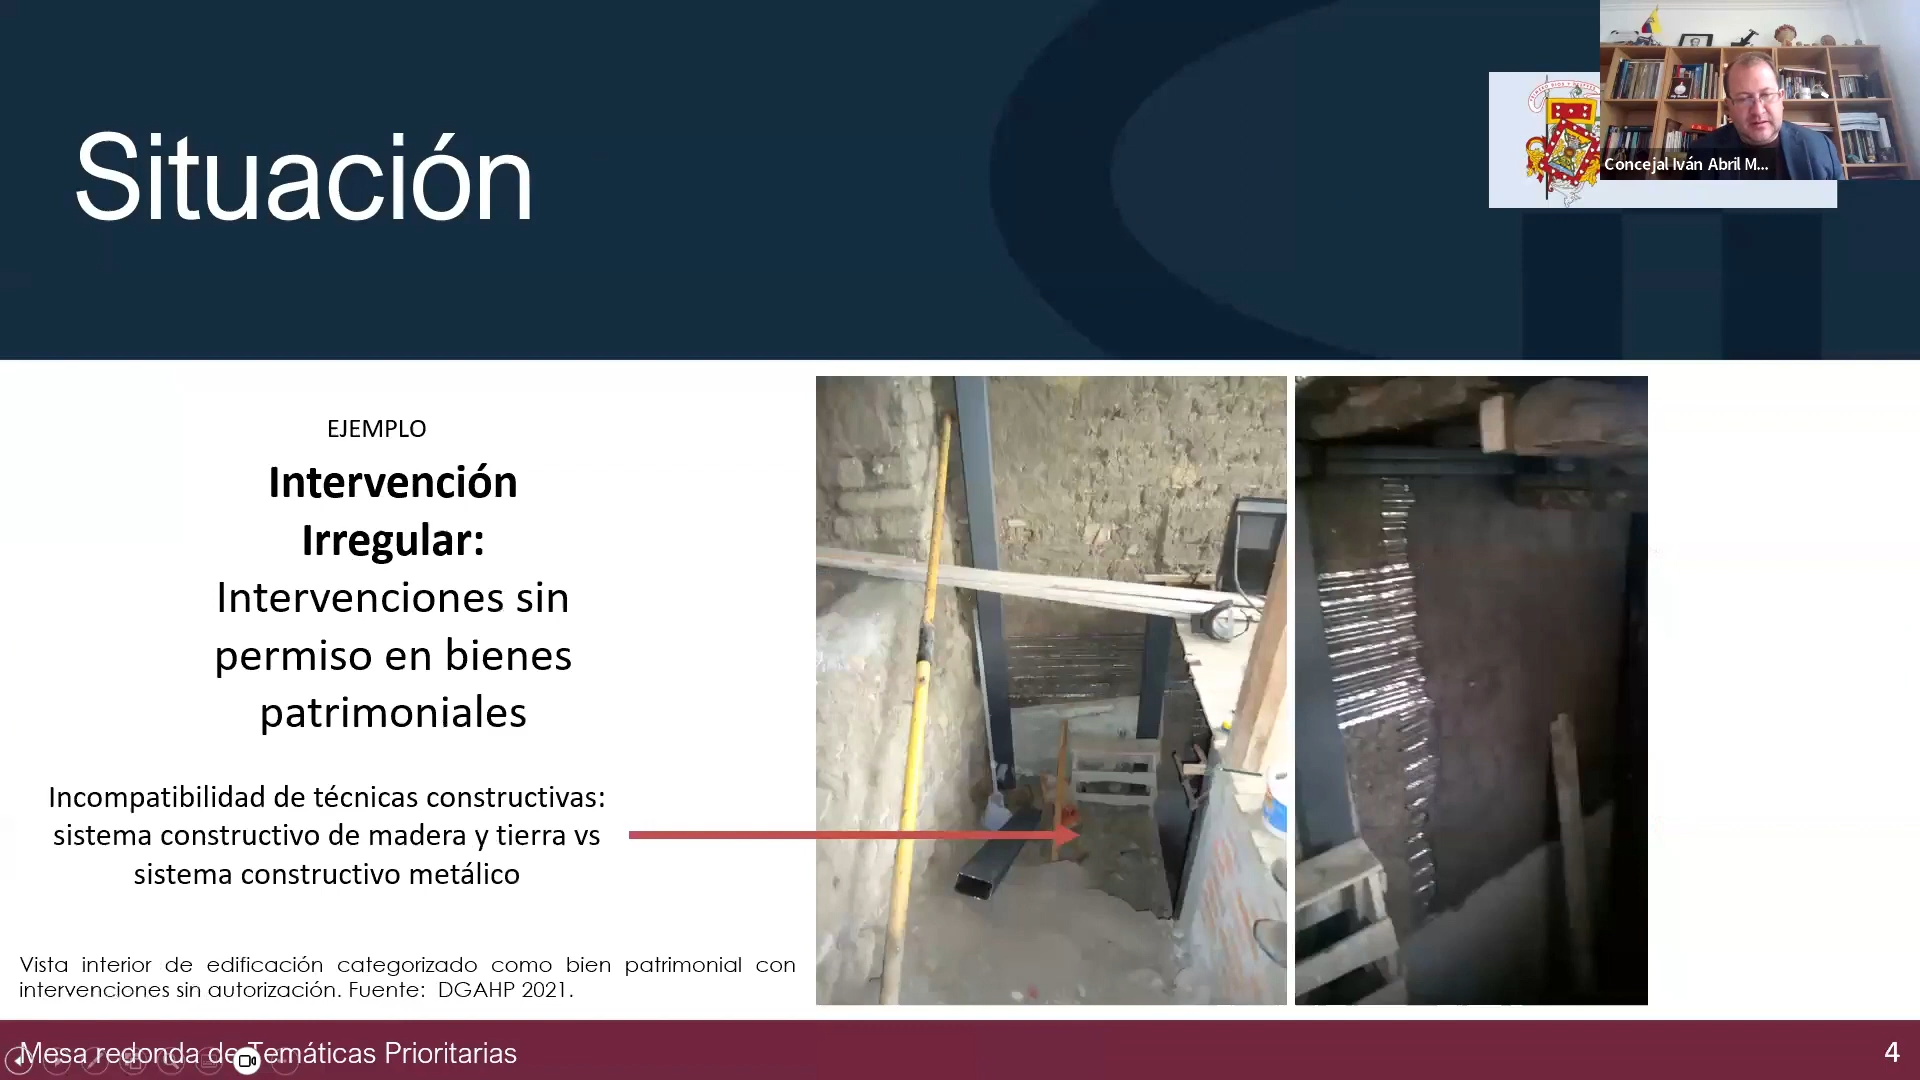 Situación
Concejal Iván Abril M...
EJEMPLO
Intervención
Irregular:
Intervenciones sin
permiso en bienes
patrimoniales
Incompatibilidad de técnicas constructivas:
sistema constructivo de madera y tierra vs
sistema constructivo metálico
Vista interior de edificación categorizado como bien patrimonial con
intervenciones sin autorización. Fuente: DGAHP 2021.
Mesa redonda de Temáticas Prioritarias
4